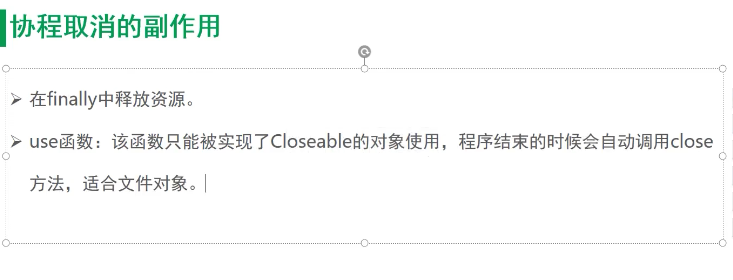 协程取消的副作用
➢ 在finally中释放资源。
➢ use函数：该函数只能被实现了Closeable的对象使用，程序结束的时候会自动调用close
方法，适合文件对象。